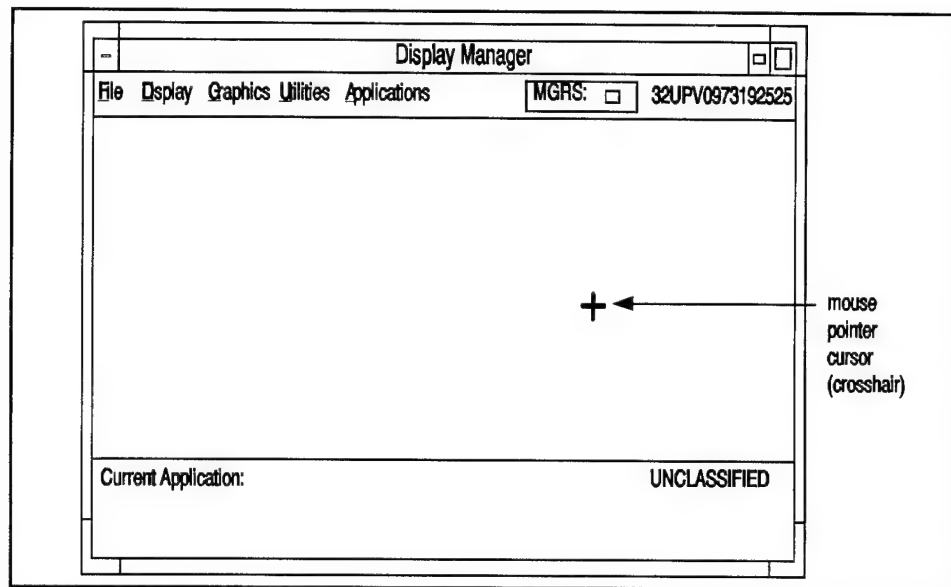 Display Manager
File Display Graphics Utilities Applications MGRS: 32UPV0973192525
mouse
pointer
cursor
(crosshair)
Current Application: UNCLASSIFIED